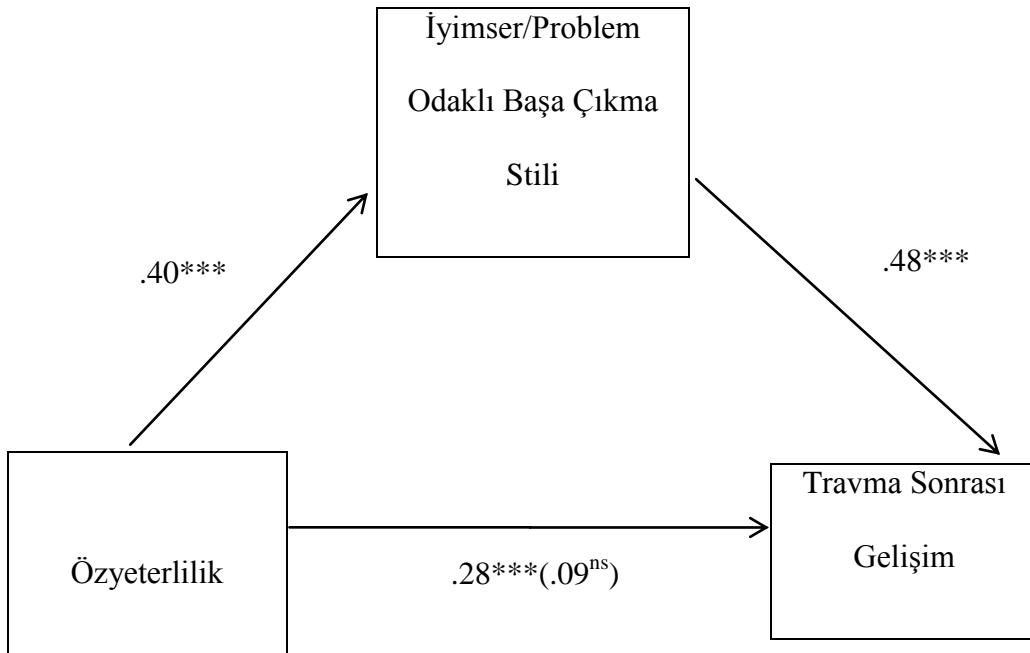 İyimser/Problem
Odaklı Başa Çıkma
Stili
.40***
.48***
Özyeterlilik
.28***(.09ns)
Travma Sonrası
Gelişim